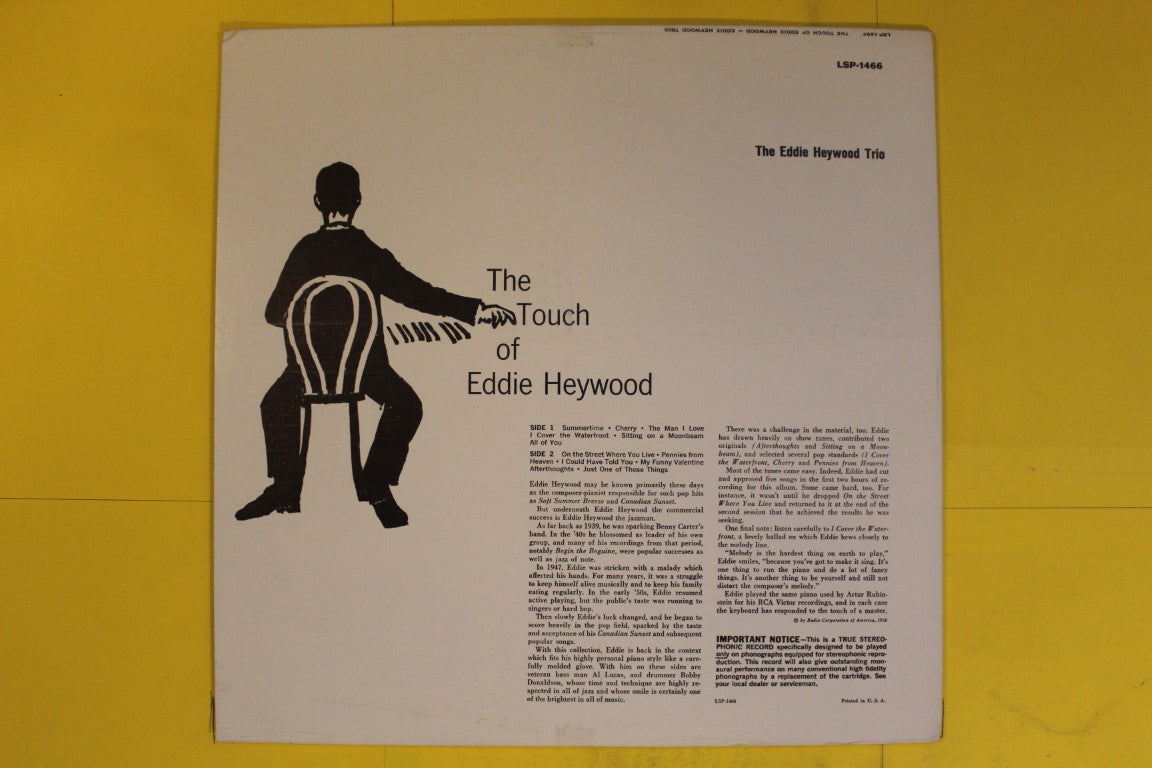 LSP-1466 THE TOUCH OF EDDIE HEYWOOD ~ EDDIE HEYWOOD TRIO
LSP-1466
The Eddie Heywood Trio
The
Touch
of
Eddie Heywood
SIDE 1 Summertime • Cherry • The Man I Love
I Cover the Waterfront • Sitting on a Moonbeam
All of You
SIDE 2 On the Street Where You Live • Pennies from
Heaven • I Could Have Told You • My Funny Valentine
Afterthoughts • Just One of Those Things
Eddie Heywood may be known primarily these days
as the composer-pianist responsible for such pop hits
as Soft Summer Breeze and Canadian Sunset.
But underneath Eddie Heywood the commercial
success is Eddie Heywood the jazzman.
As far back as 1939, he was sparking Benny Carter's
band. In the '40s he blossomed as leader of his own
group, and many of his recordings from that period,
notably Begin the Beguine, were popular successes as
well as jazz of note.
In 1947, Eddie was stricken with a malady which
affected his hands. For many years, it was a struggle
to keep himself alive musically and to keep his family
eating regularly. In the early '50s, Eddie resumed
active playing, but the public's taste was running to
singers or hard bop.
Then slowly Eddie's luck changed, and he began to
score heavily in the pop field, sparked by the taste
and acceptance of his Canadian Sunset and subsequent
popular songs.
With this collection, Eddie is back in the context
which fits his highly personal piano style like a care-
fully molded glove. With him on these sides are
veteran bass man Al Lucas, and drummer Bobby
Donaldson, whose time and technique are highly re-
spected in all of jazz and whose smile is certainly one
of the brightest in all of music.
There was a challenge in the material, too. Eddie
has drawn heavily on show tunes, contributed two
originals (Afterthoughts and Sitting on a Moon-
beam), and selected several pop standards (I Cover
the Waterfront, Cherry and Pennies from Heaven).
Most of the tunes came easy. Indeed, Eddie had cut
and approved five songs in the first two hours of re-
cording for this album. Some came hard, too. For
instance, it wasn't until he dropped On the Street
Where You Live and returned to it at the end of the
second session that he achieved the results he was
seeking.
One final note: listen carefully to I Cover the Water-
front, a lovely ballad on which Eddie hews closely to
the melody line.
"Melody is the hardest thing on earth to play,"
Eddie smiles, "because you've got to make it sing. It's
one thing to run the piano and do a lot of fancy
things. It's another thing to be yourself and still not
distort the composer's melody."
Eddie played the same piano used by Artur Rubin-
stein for his RCA Victor recordings, and in each case
the keyboard has responded to the touch of a master.
© by Radio Corporation of America, 1958
IMPORTANT NOTICE—This is a TRUE STEREO-
PHONIC RECORD specifically designed to be played
only on phonographs equipped for stereophonic repro-
duction. This record will also give outstanding mon-
aural performance on many conventional high fidelity
phonographs by a replacement of the cartridge. See
your local dealer or serviceman.
LSP-1466 Printed in U. S. A.